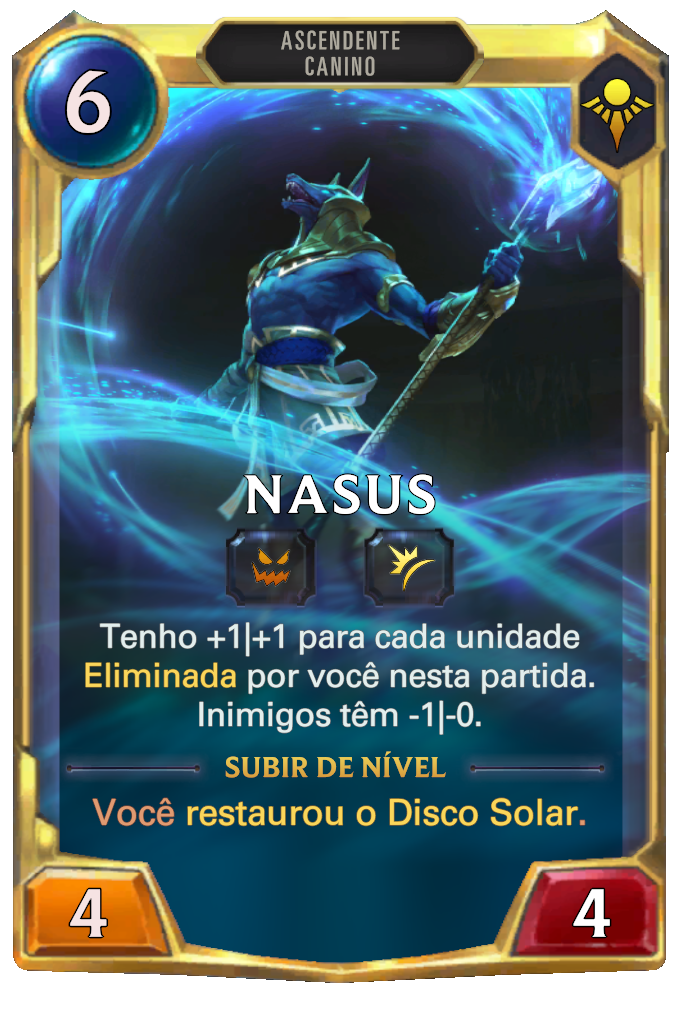 ASCENDENTE
CANINO
6
NASUS
Tenho +1|+1 para cada unidade
Eliminada por você nesta partida.
Inimigos têm -1|-0.
SUBIR DE NÍVEL
Você restaurou o Disco Solar.
4
4